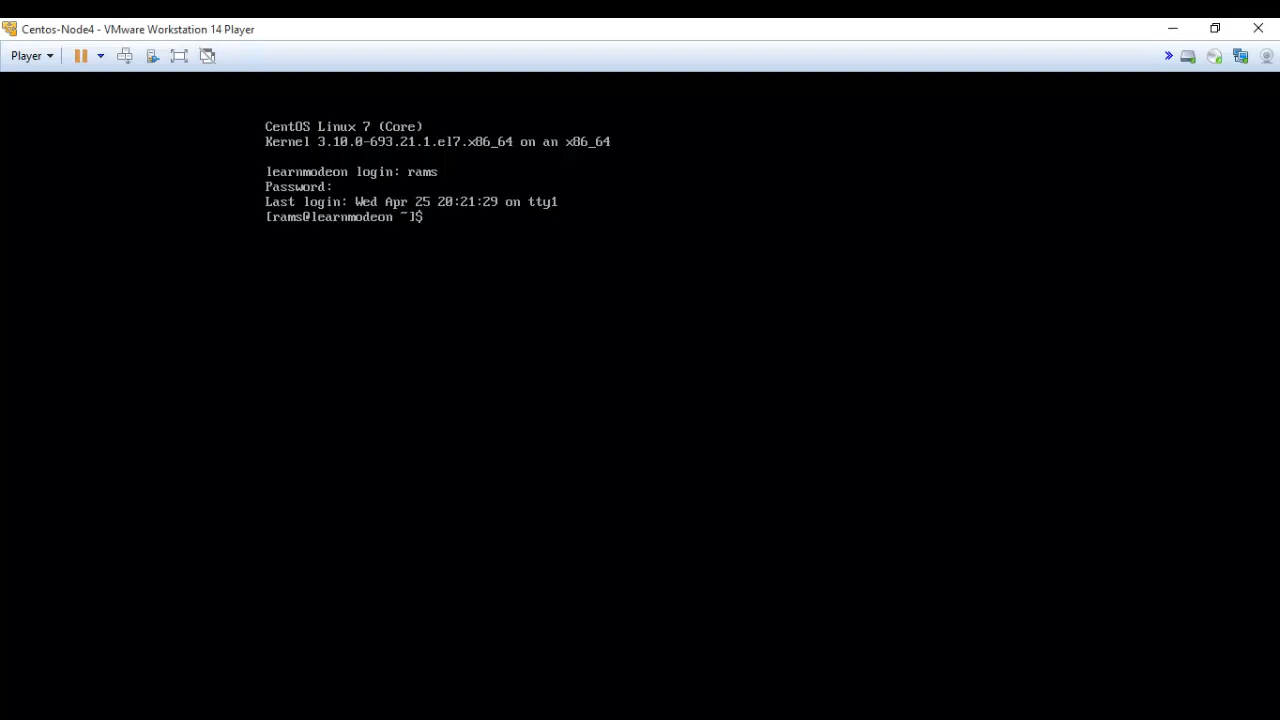 Centos-Node4 - VMware Workstation 14 Player
Player
CentOS Linux 7 (Core)
Kernel 3.10.0-693.21.1.el7.x86_64 on an x86_64
learnmodeon login: rams
Password:
Last login: Wed Apr 25 20:21:29 on tty1
[rams@learnmodeon ~]$